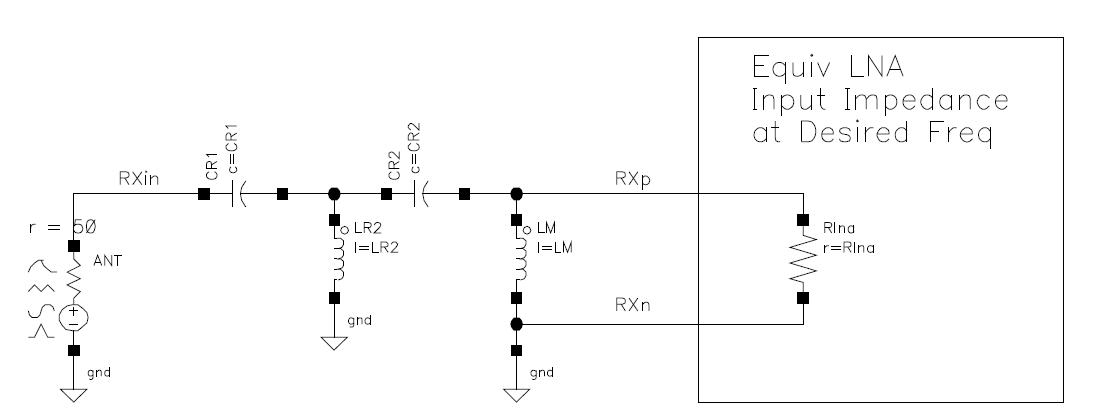 Equiv LNA
Input Impedance
at Desired Freq
CR1
c=CR1
CR2
c=CR2
RXin
RXp
r = 50
ANT
LR2
l=LR2
LM
l=LM
Rlna
r=Rlna
RXn
gnd
gnd
gnd